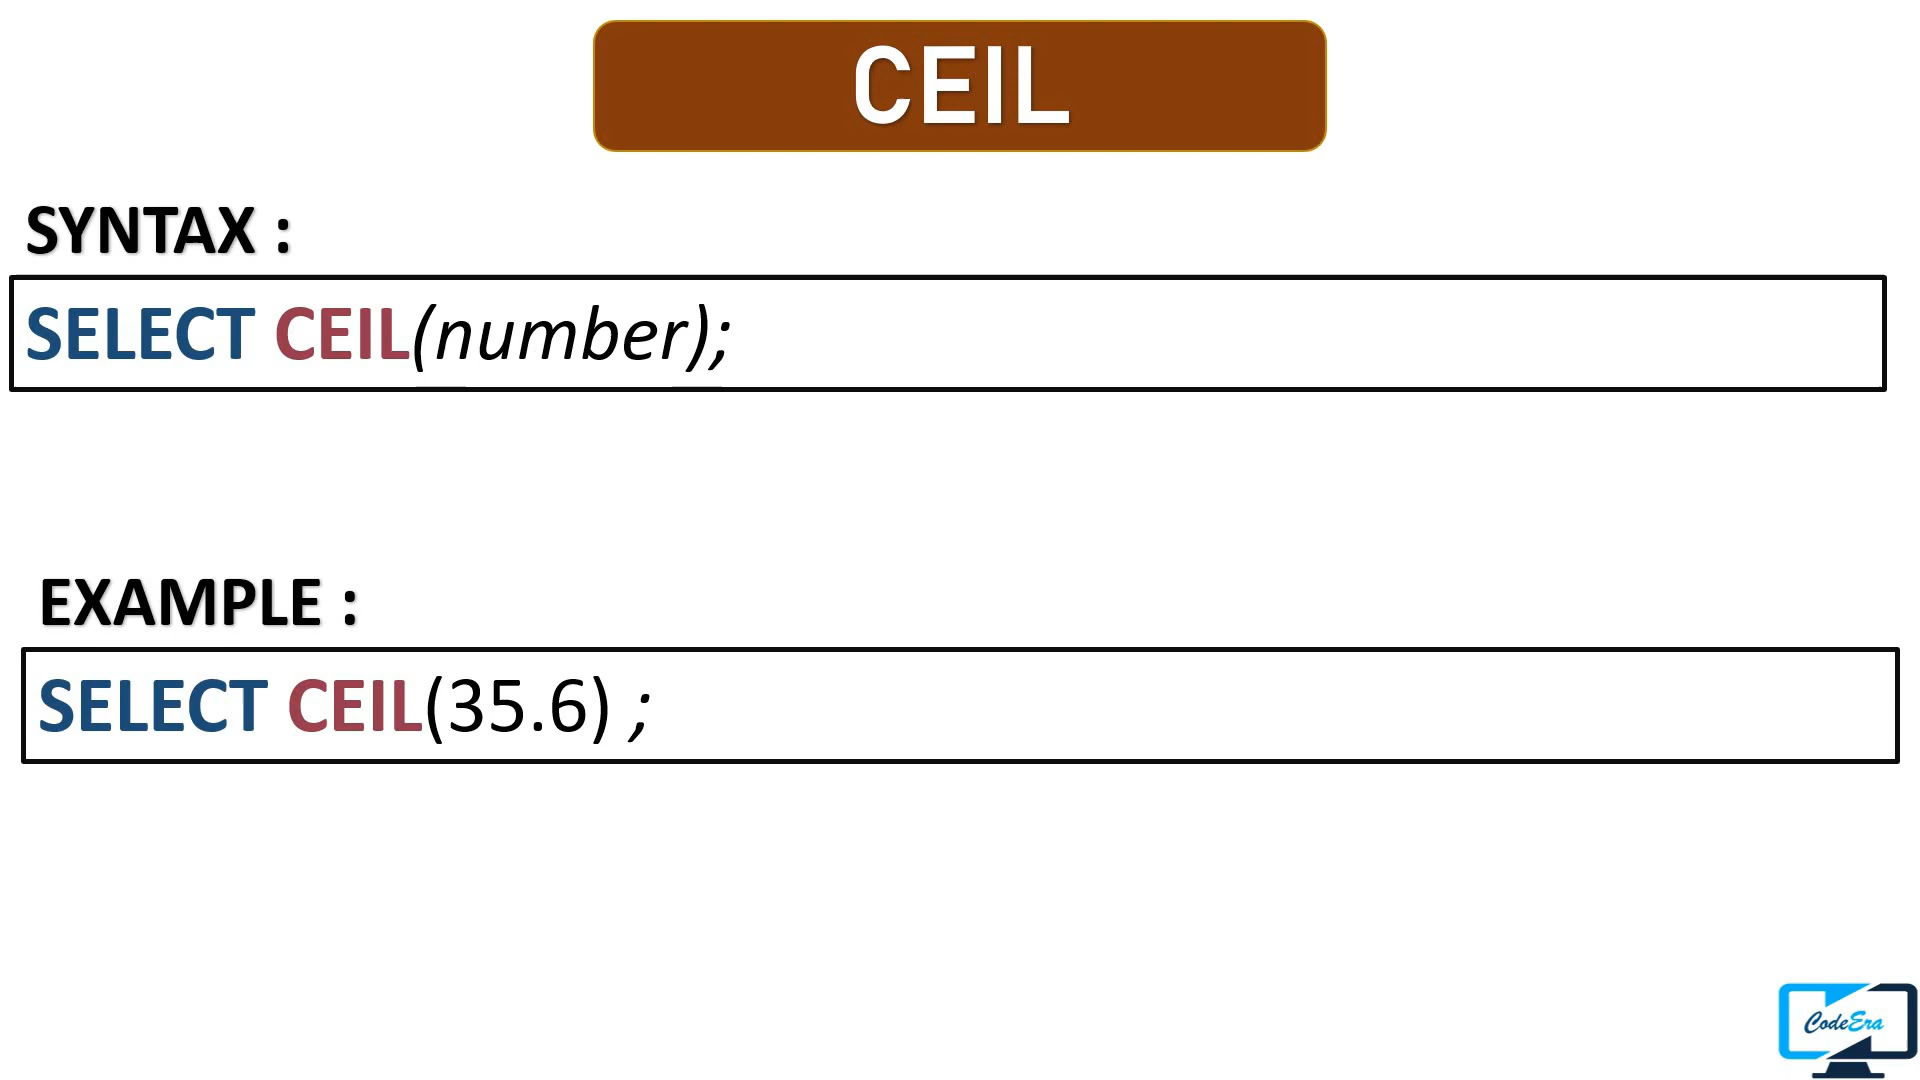 CEIL
SYNTAX :
SELECT CEIL(number);
EXAMPLE :
SELECT CEIL(35.6) ;
CodeEra